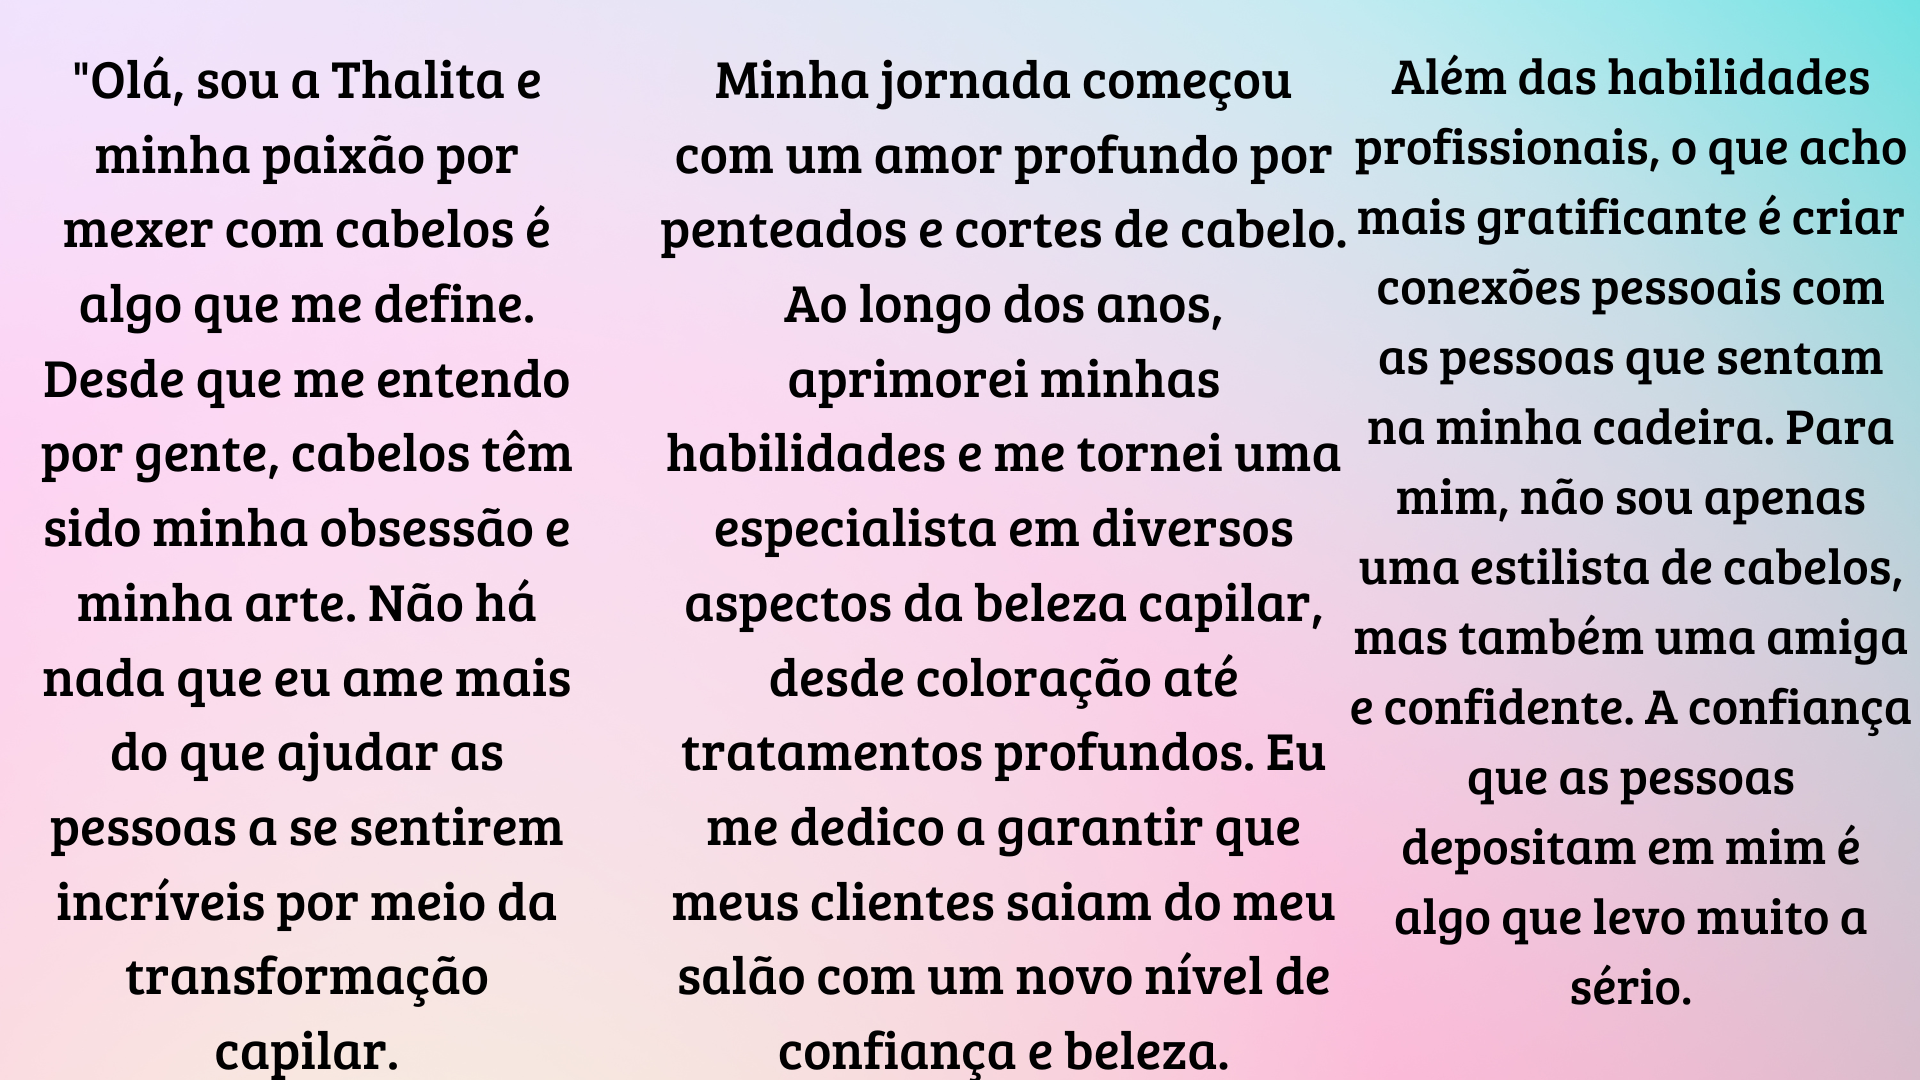 "Olá, sou a Thalita e
minha paixão por
mexer com cabelos é
algo que me define.
Desde que me entendo
por gente, cabelos têm
sido minha obsessão e
minha arte. Não há
nada que eu ame mais
do que ajudar as
pessoas a se sentirem
incríveis por meio da
transformação
capilar.
Minha jornada começou
com um amor profundo por
penteados e cortes de cabelo.
Ao longo dos anos,
aprimorei minhas
habilidades e me tornei uma
especialista em diversos
aspectos da beleza capilar,
desde coloração até
tratamentos profundos. Eu
me dedico a garantir que
meus clientes saiam do meu
salão com um novo nível de
confiança e beleza.
Além das habilidades
profissionais, o que acho
mais gratificante é criar
conexões pessoais com
as pessoas que sentam
na minha cadeira. Para
mim, não sou apenas
uma estilista de cabelos,
mas também uma amiga
e confidente. A confiança
que as pessoas
depositam em mim é
algo que levo muito a
sério.